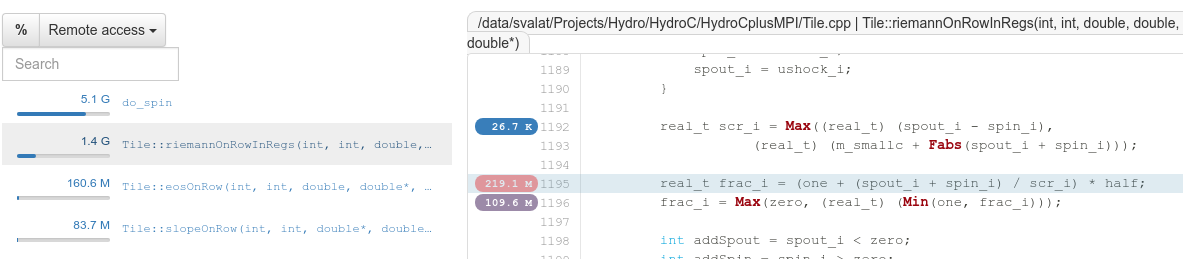 % Remote access
Search
5.1 G do_spin
1.4 G Tile::riemannOnRowInRegs(int, int, double,…
160.6 M Tile::eosOnRow(int, int, double, double*, …
83.7 M Tile::slopeOnRow(int, int, double*, double…
/data/svalat/Projects/Hydro/HydroC/HydroCplusMPI/Tile.cpp | Tile::riemannOnRowInRegs(int, int, double, double,
double*)
1189 spout_i = ushock_i;
1190 }
1191
26.7 K 1192 real_t scr_i = Max((real_t) (spout_i - spin_i),
1193 (real_t) (m_smallc + Fabs(spout_i + spin_i)));
1194
219.1 M 1195 real_t frac_i = (one + (spout_i + spin_i) / scr_i) * half;
109.6 M 1196 frac_i = Max(zero, (real_t) (Min(one, frac_i)));
1197
1198 int addSpout = spout_i < zero;
int addSpin = spin_i > zero;